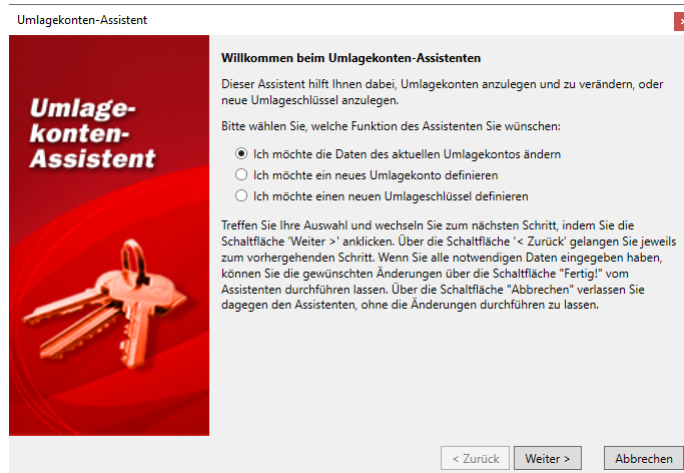 Umlagekonten-Assistent
Umlage-
konten-
Assistent
Willkommen beim Umlagekonten-Assistenten
Dieser Assistent hilft Ihnen dabei, Umlagekonten anzulegen und zu verändern, oder
neue Umlageschlüssel anzulegen.
Bitte wählen Sie, welche Funktion des Assistenten Sie wünschen:
Ich möchte die Daten des aktuellen Umlagekontos ändern
Ich möchte ein neues Umlagekonto definieren
Ich möchte einen neuen Umlageschlüssel definieren
Treffen Sie Ihre Auswahl und wechseln Sie zum nächsten Schritt, indem Sie die
Schaltfläche 'Weiter >' anklicken. Über die Schaltfläche '< Zurück' gelangen Sie jeweils
zum vorhergehenden Schritt. Wenn Sie alle notwendigen Daten eingegeben haben,
können Sie die gewünschten Änderungen über die Schaltfläche "Fertig!" vom
Assistenten durchführen lassen. Über die Schaltfläche "Abbrechen" verlassen Sie
dagegen den Assistenten, ohne die Änderungen durchführen zu lassen.
< Zurück Weiter > Abbrechen